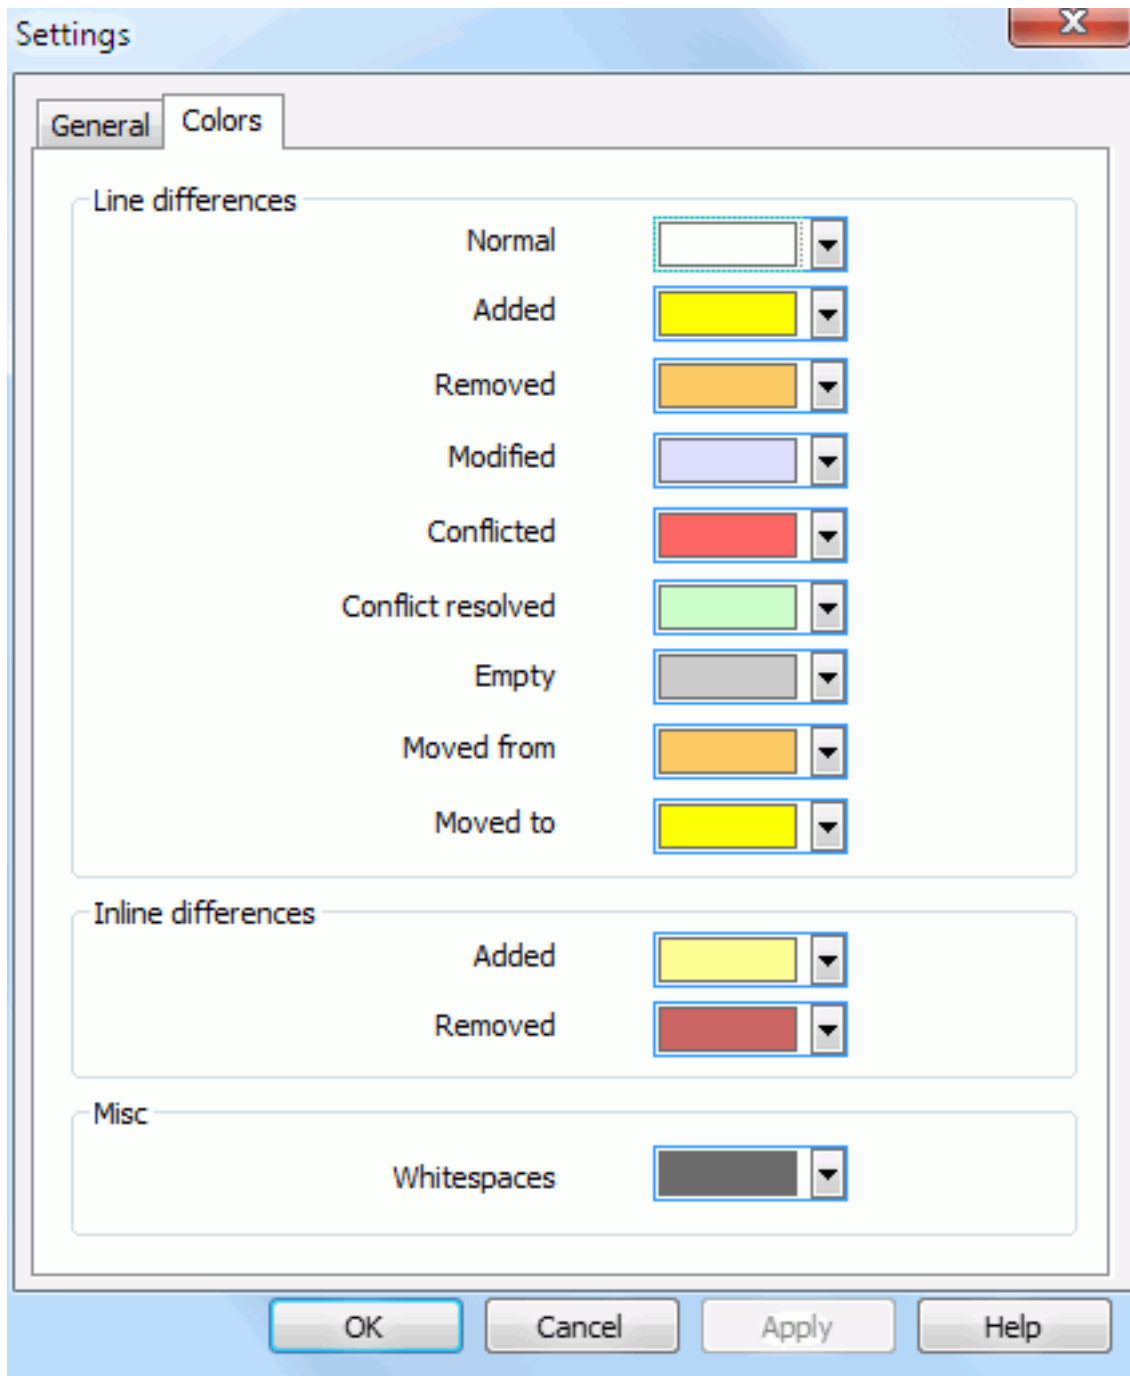 Settings
General
Colors
Line differences
Normal
Added
Removed
Modified
Conflicted
Conflict resolved
Empty
Moved from
Moved to
Inline differences
Added
Removed
Misc
Whitespaces
OK
Cancel
Apply
Help